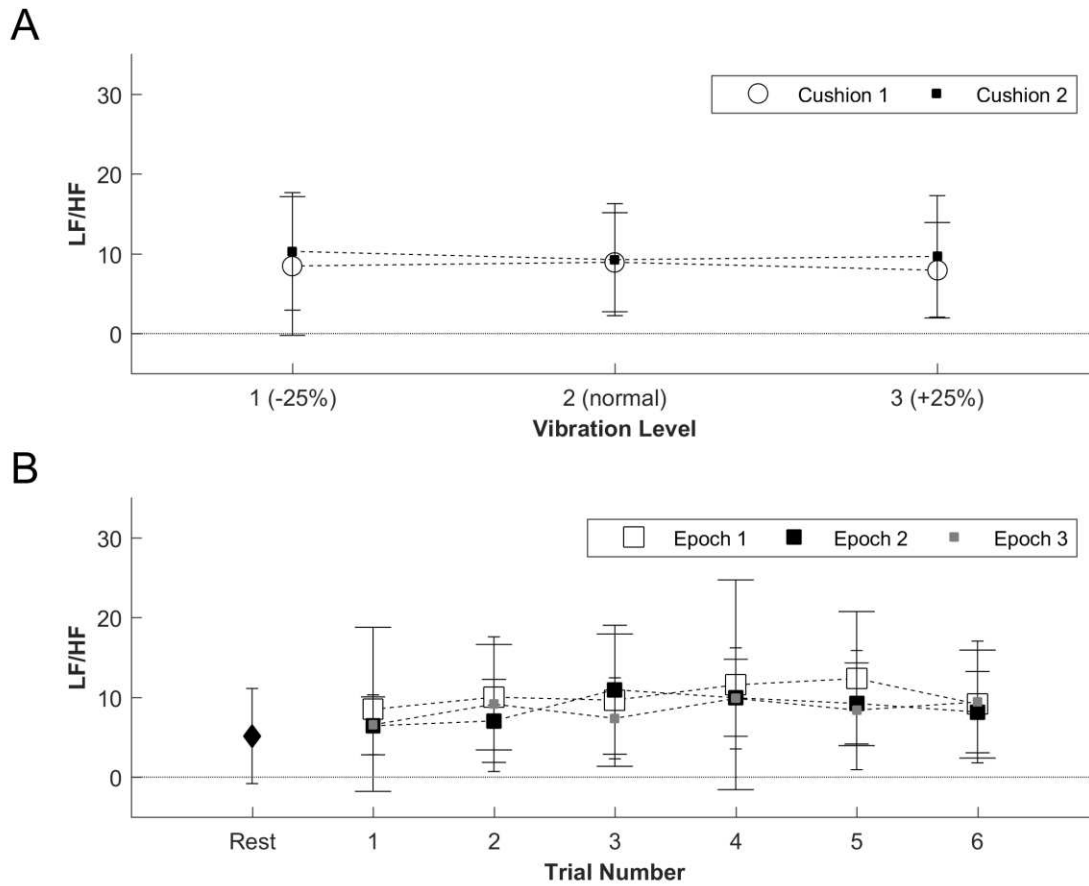 A
30
Cushion 1 Cushion 2
20
LF/HF
10
0
1 (-25%) 2 (normal) 3 (+25%)
Vibration Level
B
30
Epoch 1 Epoch 2 Epoch 3
20
LF/HF
10
0
Rest 1 2 3 4 5 6
Trial Number